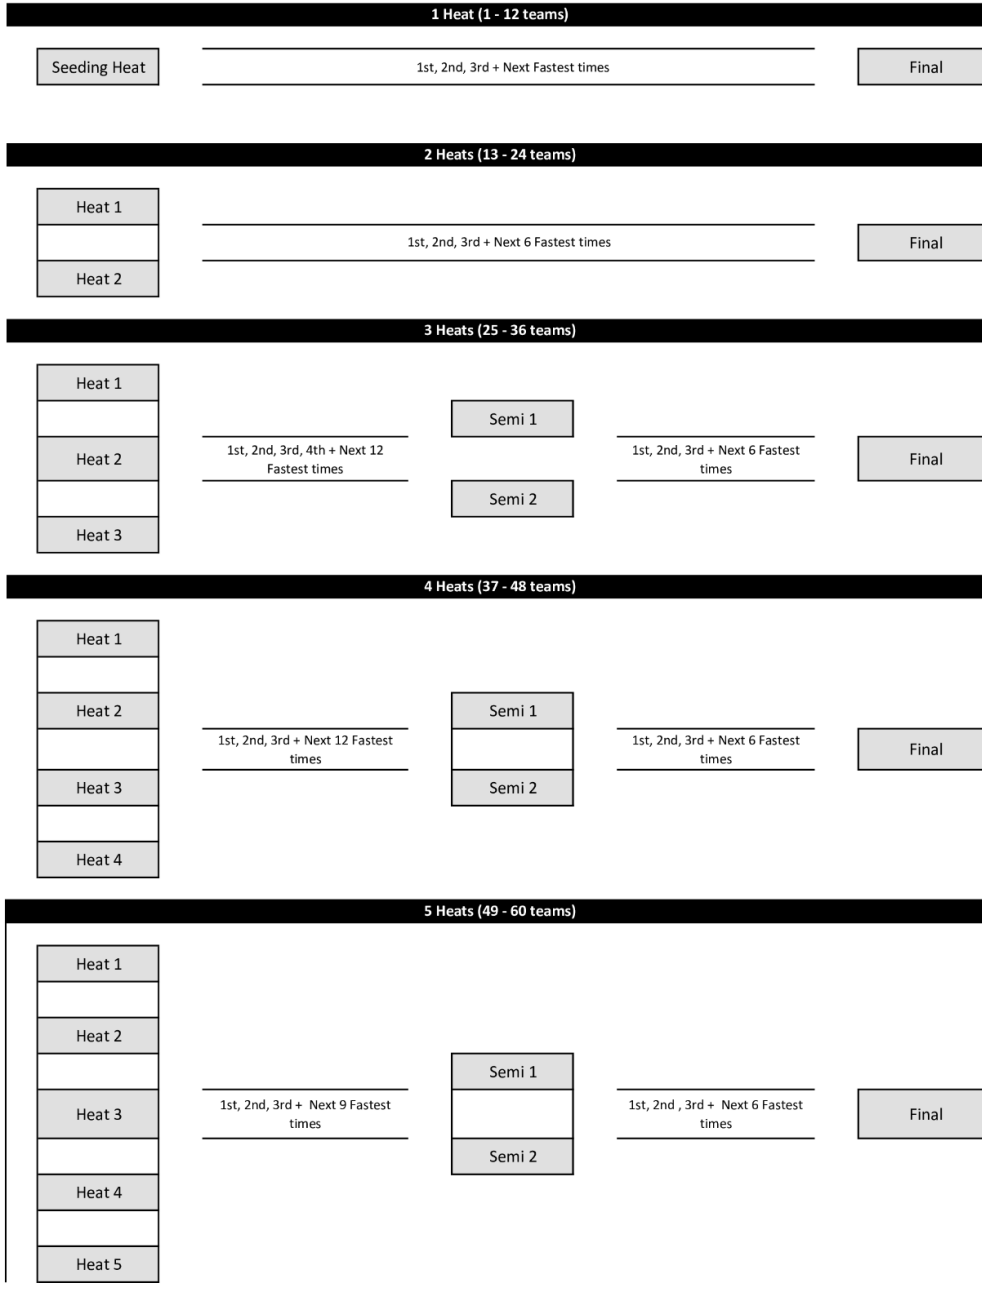 1 Heat (1 - 12 teams)
Seeding Heat
1st, 2nd, 3rd + Next Fastest times
Final
2 Heats (13 - 24 teams)
Heat 1
1st, 2nd, 3rd + Next 6 Fastest times
Final
Heat 2
3 Heats (25 - 36 teams)
Heat 1
Semi 1
Heat 2
1st, 2nd, 3rd, 4th + Next 12
Fastest times
1st, 2nd, 3rd + Next 6 Fastest
times
Final
Semi 2
Heat 3
4 Heats (37 - 48 teams)
Heat 1
Heat 2
Semi 1
1st, 2nd, 3rd + Next 12 Fastest
times
1st, 2nd, 3rd + Next 6 Fastest
times
Final
Heat 3
Semi 2
Heat 4
5 Heats (49 - 60 teams)
Heat 1
Heat 2
Semi 1
Heat 3
1st, 2nd, 3rd +  Next 9 Fastest
times
1st, 2nd , 3rd +  Next 6 Fastest
times
Final
Semi 2
Heat 4
Heat 5